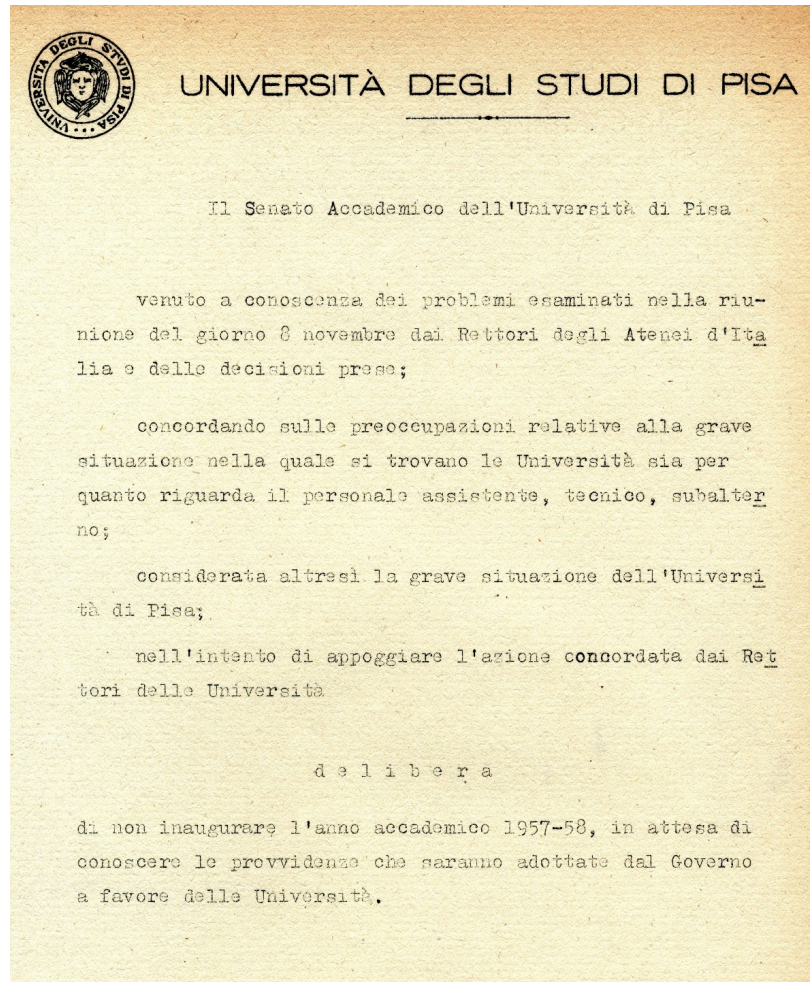 VNIVERSITA DEGLI STVDI DI PISA
UNIVERSITÀ DEGLI STUDI DI PISA
Il Senato Accademico dell'Università di Pisa
venuto a conoscenza dei problemi esaminati nella riu-
nione del giorno 8 novembre dai Rettori degli Atenei d'Ita
lia e delle decisioni prese;
concordando sulle preoccupazioni relative alla grave
situazione nella quale si trovano le Università sia per
quanto riguarda il personale assistente, tecnico, subalter
no;
considerata altresì la grave situazione dell'Universi
tà di Pisa;
nell'intento di appoggiare l'azione concordata dai Ret
tori delle Università
d e l i b e r a
di non inaugurare l'anno accademico 1957-58, in attesa di
conoscere le provvidenze che saranno adottate dal Governo
a favore delle Università.